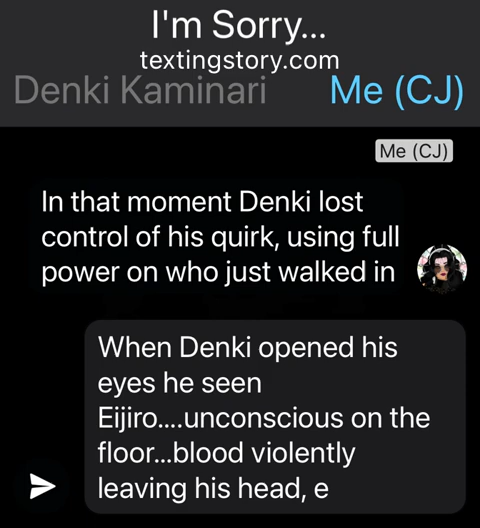 I'm Sorry...
textingstory.com
Denki Kaminari Me (CJ)
Me (CJ)
In that moment Denki lost
control of his quirk, using full
power on who just walked in
When Denki opened his
eyes he seen
Eijiro....unconscious on the
floor...blood violently
leaving his head, e